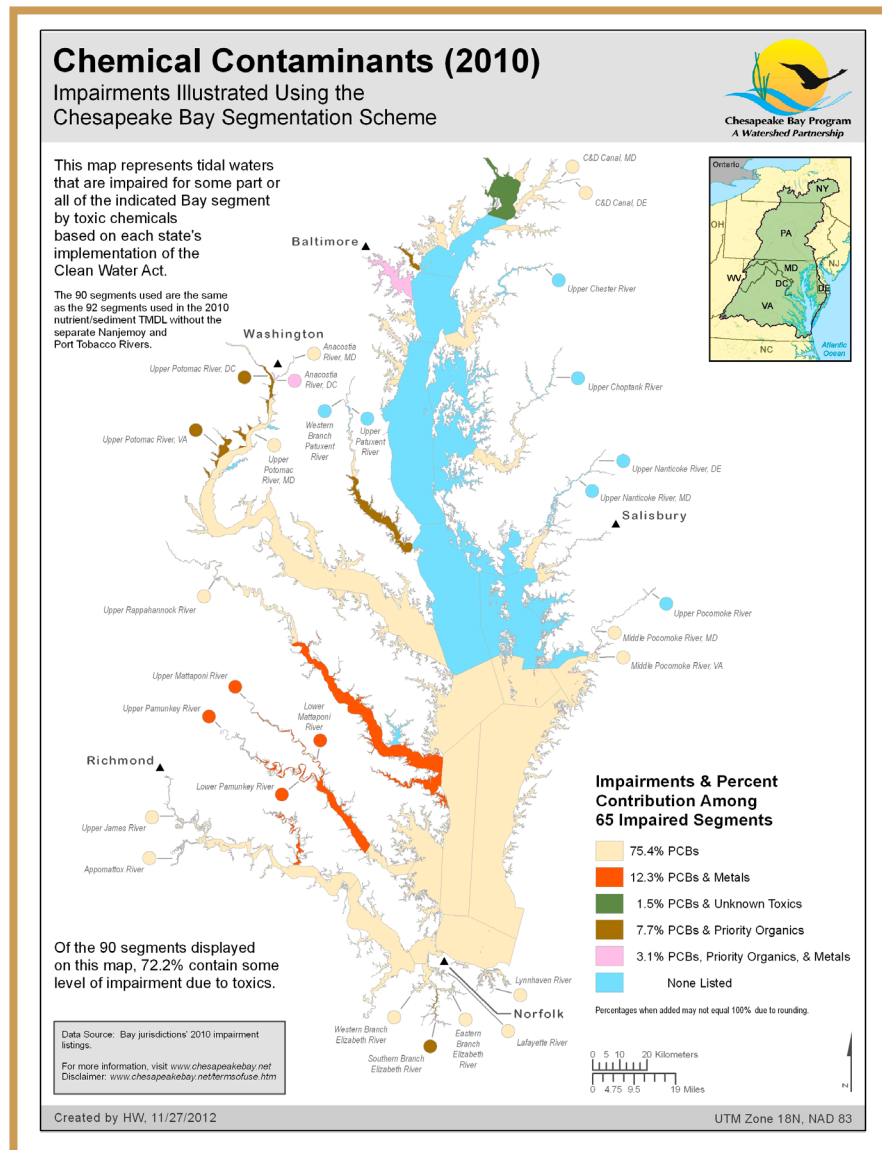 Chemical Contaminants (2010)
Impairments Illustrated Using the
Chesapeake Bay Segmentation Scheme
Chesapeake Bay Program
A Watershed Partnership
This map represents tidal waters
that are impaired for some part or
all of the indicated Bay segment
by toxic chemicals
based on each state's
implementation of the
Clean Water Act.
The 90 segments used are the same
as the 92 segments used in the 2010
nutrient/sediment TMDL without the
separate Nanjemoy and
Port Tobacco Rivers.
Ontario
NY
OH
PA
NJ
WV
MD
DC
DE
VA
NC
Atlantic
Ocean
C&D Canal, MD
C&D Canal, DE
Baltimore
Upper Chester River
Washington
Anacostia
River, MD
Upper Potomac River, DC
Anacostia
River, DC
Upper Choptank River
Western
Branch
Patuxent
River
Upper
Patuxent
River
Upper Potomac River, VA
Upper
Potomac
River, MD
Upper Nanticoke River, DE
Upper Nanticoke River, MD
Salisbury
Upper Rappahannock River
Upper Pocomoke River
Middle Pocomoke River, MD
Middle Pocomoke River, VA
Upper Mattaponi River
Upper Pamunkey River
Lower
Mattaponi
River
Richmond
Lower Pamunkey River
Upper James River
Appomattox River
Impairments & Percent
Contribution Among
65 Impaired Segments
75.4% PCBs
12.3% PCBs & Metals
1.5% PCBs & Unknown Toxics
7.7% PCBs & Priority Organics
3.1% PCBs, Priority Organics, & Metals
None Listed
Percentages when added may not equal 100% due to rounding.
Of the 90 segments displayed
on this map, 72.2% contain some
level of impairment due to toxics.
Lynnhaven River
Norfolk
Western Branch
Elizabeth River
Eastern
Branch
Elizabeth
River
Lafayette River
Southern Branch
Elizabeth River
Data Source: Bay jurisdictions' 2010 impairment
listings.
For more information, visit www.chesapeakebay.net
Disclaimer: www.chesapeakebay.net/termsofuse.htm
0 5 10 20 Kilometers
0 4.75 9.5 19 Miles
N
Created by HW, 11/27/2012
UTM Zone 18N, NAD 83